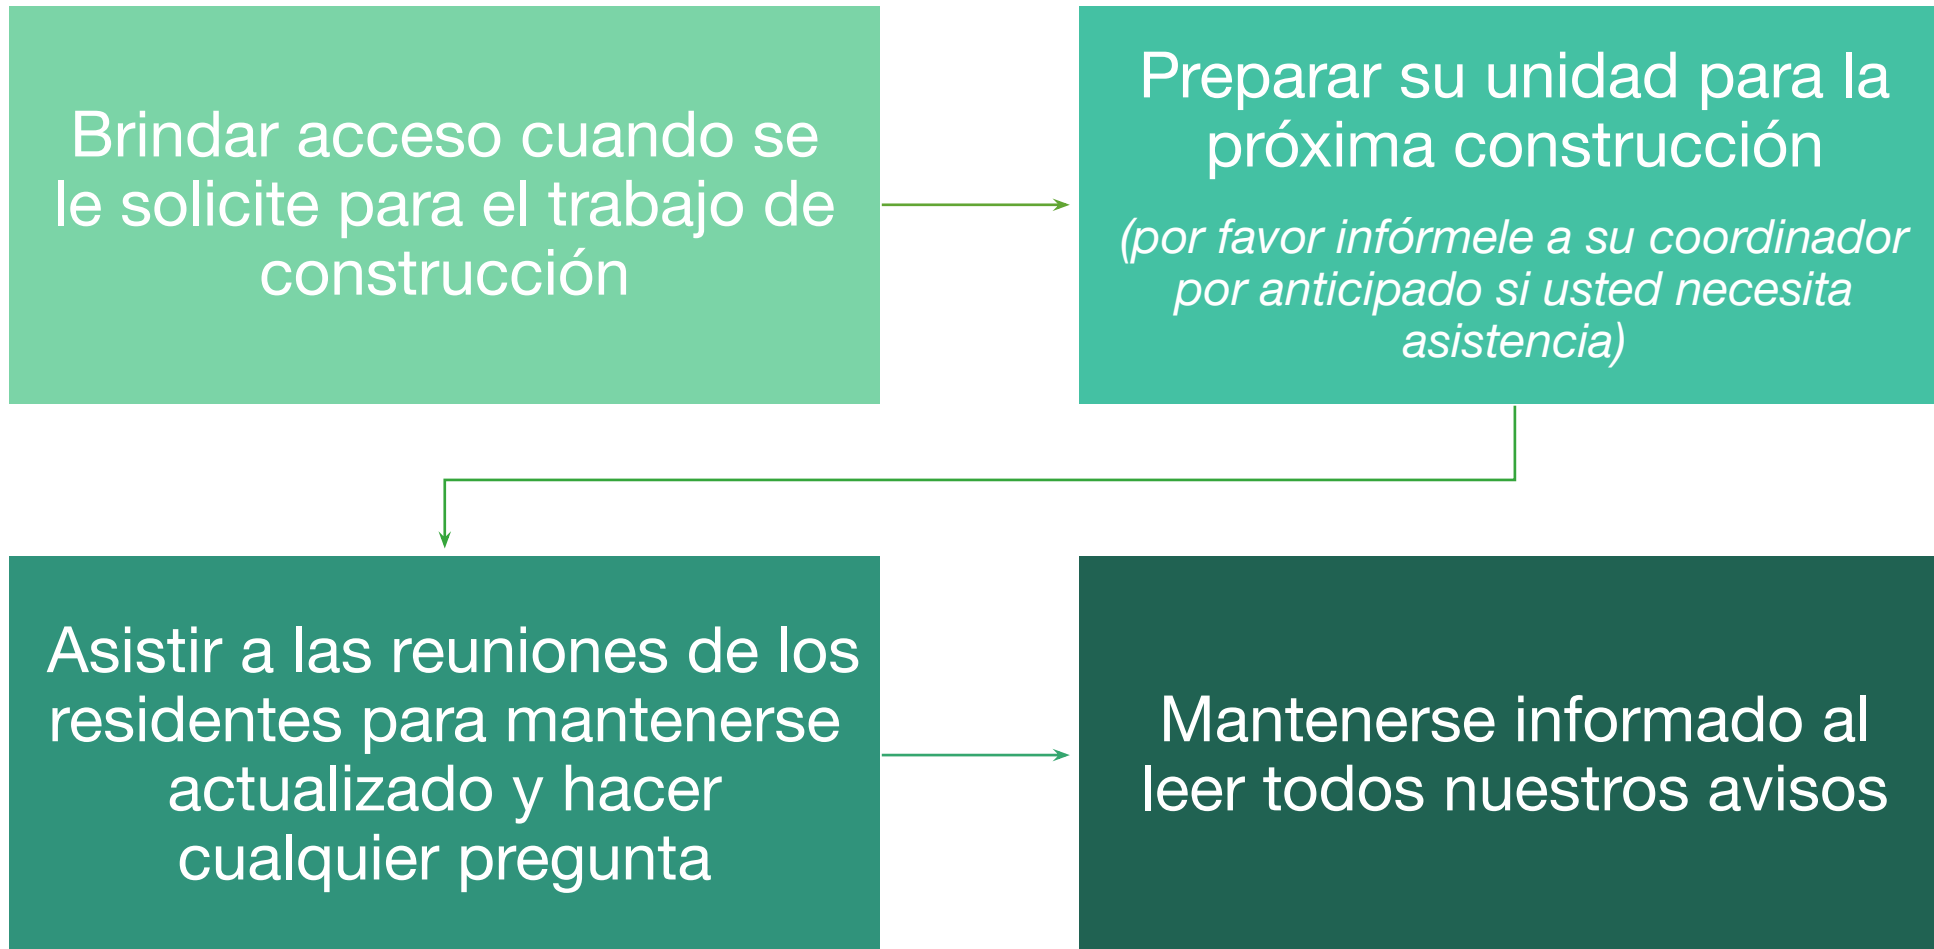 Brindar acceso cuando se
le solicite para el trabajo de
construcción
Preparar su unidad para la
próxima construcción
(por favor infórmele a su coordinador
por anticipado si usted necesita
asistencia)
Asistir a las reuniones de los
residentes para mantenerse
actualizado y hacer
cualquier pregunta
Mantenerse informado al
leer todos nuestros avisos